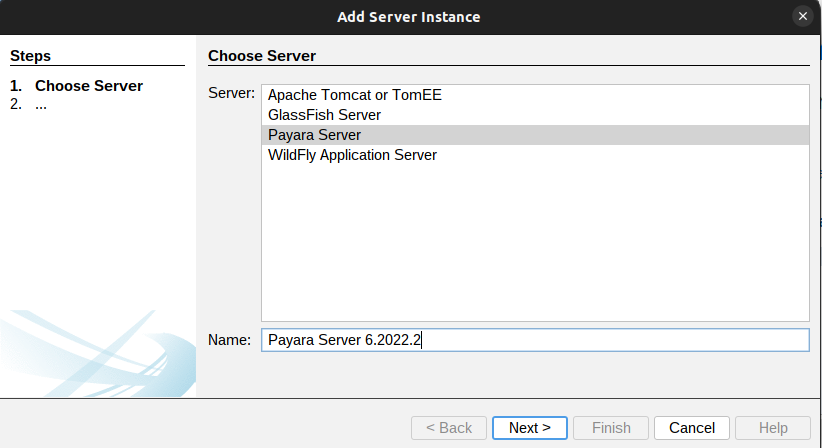 Add Server Instance
Steps
1. Choose Server
2. ...
Choose Server
Server:
Apache Tomcat or TomEE
GlassFish Server
Payara Server
WildFly Application Server
Name: Payara Server 6.2022.2
< Back Next > Finish Cancel Help